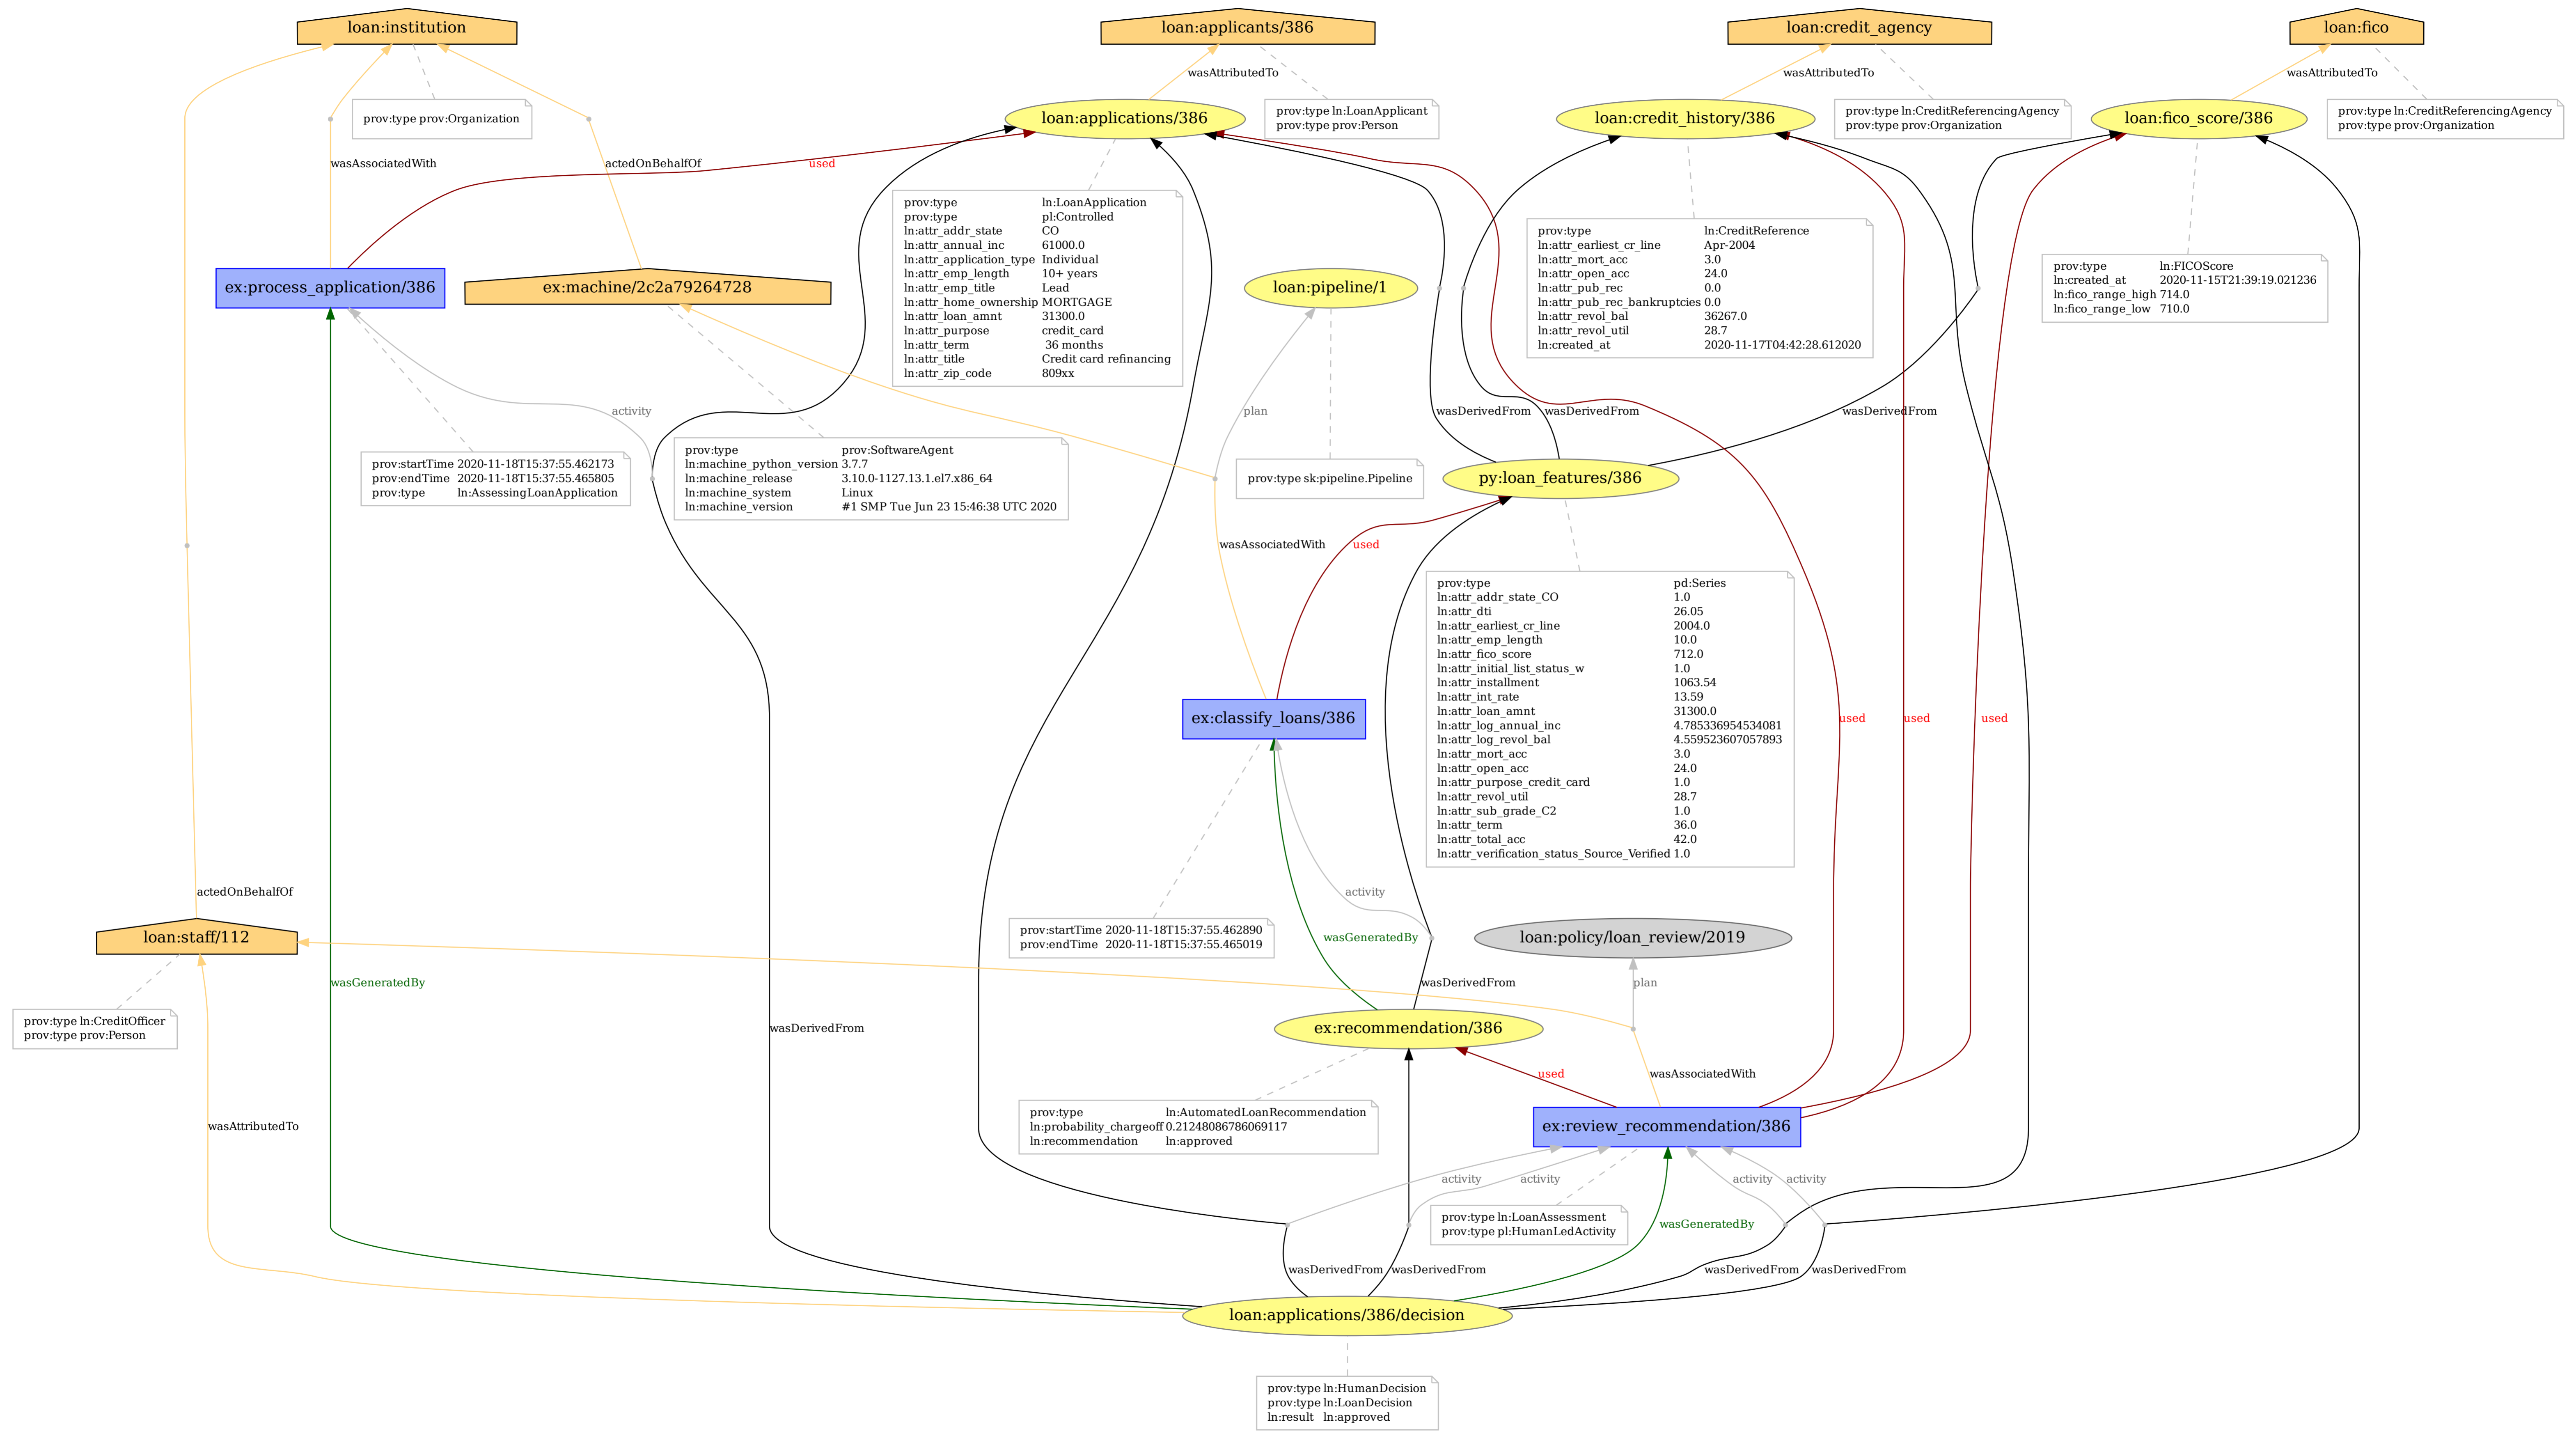 loan:institution
loan:applicants/386
loan:credit_agency
loan:fico
wasAttributedTo
wasAttributedTo
wasAttributedTo
prov:type prov:Organization
loan:applications/386
prov:type ln:LoanApplicant
prov:type prov:Person
loan:credit_history/386
prov:type ln:CreditReferencingAgency
prov:type prov:Organization
loan:fico_score/386
prov:type ln:CreditReferencingAgency
prov:type prov:Organization
wasAssociatedWith
actedOnBehalfOf
used
prov:type ln:LoanApplication
prov:type pl:Controlled
ln:attr_addr_state CO
ln:attr_annual_inc 61000.0
ln:attr_application_type Individual
ln:attr_emp_length 10+ years
ln:attr_emp_title Lead
ln:attr_home_ownership MORTGAGE
ln:attr_loan_amnt 31300.0
ln:attr_purpose credit_card
ln:attr_term 36 months
ln:attr_title Credit card refinancing
ln:attr_zip_code 809xx
prov:type ln:CreditReference
ln:attr_earliest_cr_line Apr-2004
ln:attr_mort_acc 3.0
ln:attr_open_acc 24.0
ln:attr_pub_rec 0.0
ln:attr_pub_rec_bankruptcies 0.0
ln:attr_revol_bal 36267.0
ln:attr_revol_util 28.7
ln:created_at 2020-11-17T04:42:28.612020
prov:type ln:FICOScore
ln:created_at 2020-11-15T21:39:19.021236
ln:fico_range_high 714.0
ln:fico_range_low 710.0
ex:process_application/386
ex:machine/2c2a79264728
loan:pipeline/1
activity
plan
wasDerivedFrom
wasDerivedFrom
wasDerivedFrom
prov:startTime 2020-11-18T15:37:55.462173
prov:endTime 2020-11-18T15:37:55.465805
prov:type ln:AssessingLoanApplication
prov:type prov:SoftwareAgent
ln:machine_python_version 3.7.7
ln:machine_release 3.10.0-1127.13.1.el7.x86_64
ln:machine_system Linux
ln:machine_version #1 SMP Tue Jun 23 15:46:38 UTC 2020
prov:type sk:pipeline.Pipeline
py:loan_features/386
wasAssociatedWith
used
prov:type pd:Series
ln:attr_addr_state_CO 1.0
ln:attr_dti 26.05
ln:attr_earliest_cr_line 2004.0
ln:attr_emp_length 10.0
ln:attr_fico_score 712.0
ln:attr_initial_list_status_w 1.0
ln:attr_installment 1063.54
ln:attr_int_rate 13.59
ln:attr_loan_amnt 31300.0
ln:attr_log_annual_inc 4.785336954534081
ln:attr_log_revol_bal 4.559523607057893
ln:attr_mort_acc 3.0
ln:attr_open_acc 24.0
ln:attr_purpose_credit_card 1.0
ln:attr_revol_util 28.7
ln:attr_sub_grade_C2 1.0
ln:attr_term 36.0
ln:attr_total_acc 42.0
ln:attr_verification_status_Source_Verified 1.0
ex:classify_loans/386
used
used
used
actedOnBehalfOf
activity
loan:staff/112
prov:startTime 2020-11-18T15:37:55.462890
prov:endTime 2020-11-18T15:37:55.465019
wasGeneratedBy
loan:policy/loan_review/2019
wasGeneratedBy
wasDerivedFrom
plan
prov:type ln:CreditOfficer
prov:type prov:Person
wasDerivedFrom
ex:recommendation/386
used
wasAssociatedWith
prov:type ln:AutomatedLoanRecommendation
ln:probability_chargeoff 0.21248086786069117
ln:recommendation ln:approved
wasAttributedTo
ex:review_recommendation/386
activity
activity
activity
activity
prov:type ln:LoanAssessment
prov:type pl:HumanLedActivity
wasGeneratedBy
wasDerivedFrom
wasDerivedFrom
wasDerivedFrom
wasDerivedFrom
loan:applications/386/decision
prov:type ln:HumanDecision
prov:type ln:LoanDecision
ln:result ln:approved